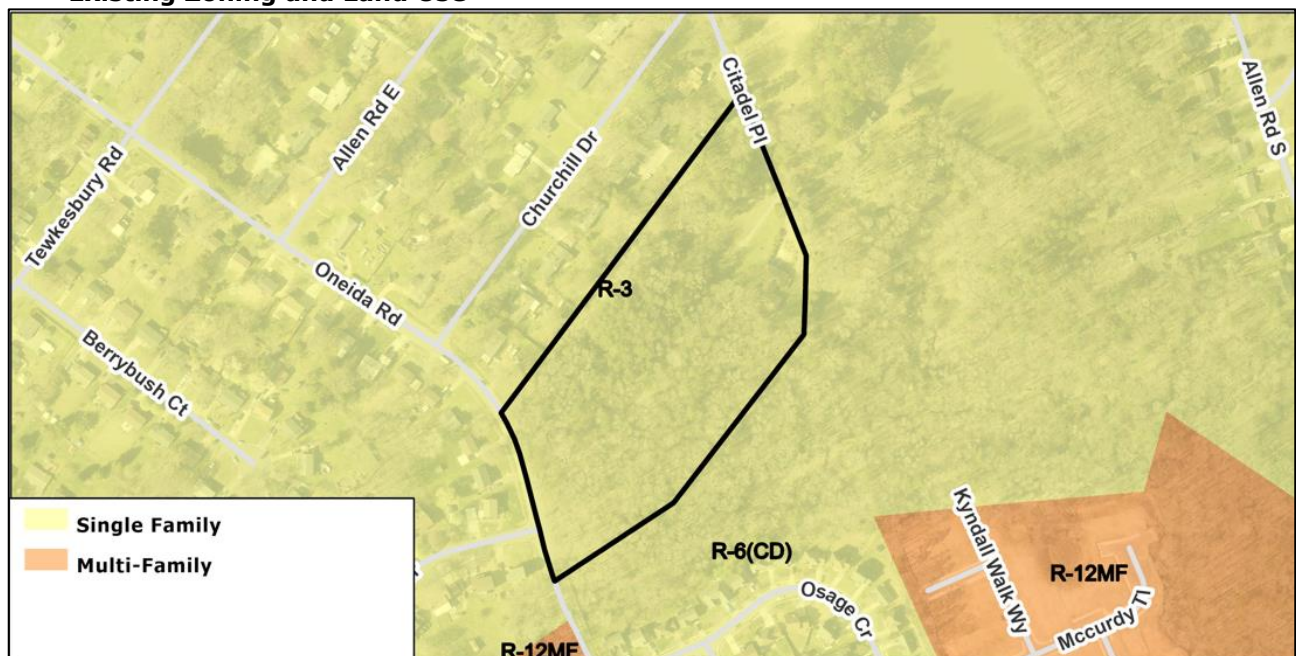 Citadel Pl
Allen Rd S
Allen Rd E
Churchill Dr
Tewkesbury Rd
Oneida Rd
R-3
Berrybush Ct
Single Family
Multi-Family
Kyndall Walk Wy
R-6(CD)
R-12MF
Osage Cr
Mccurdy Tl
R-12MF